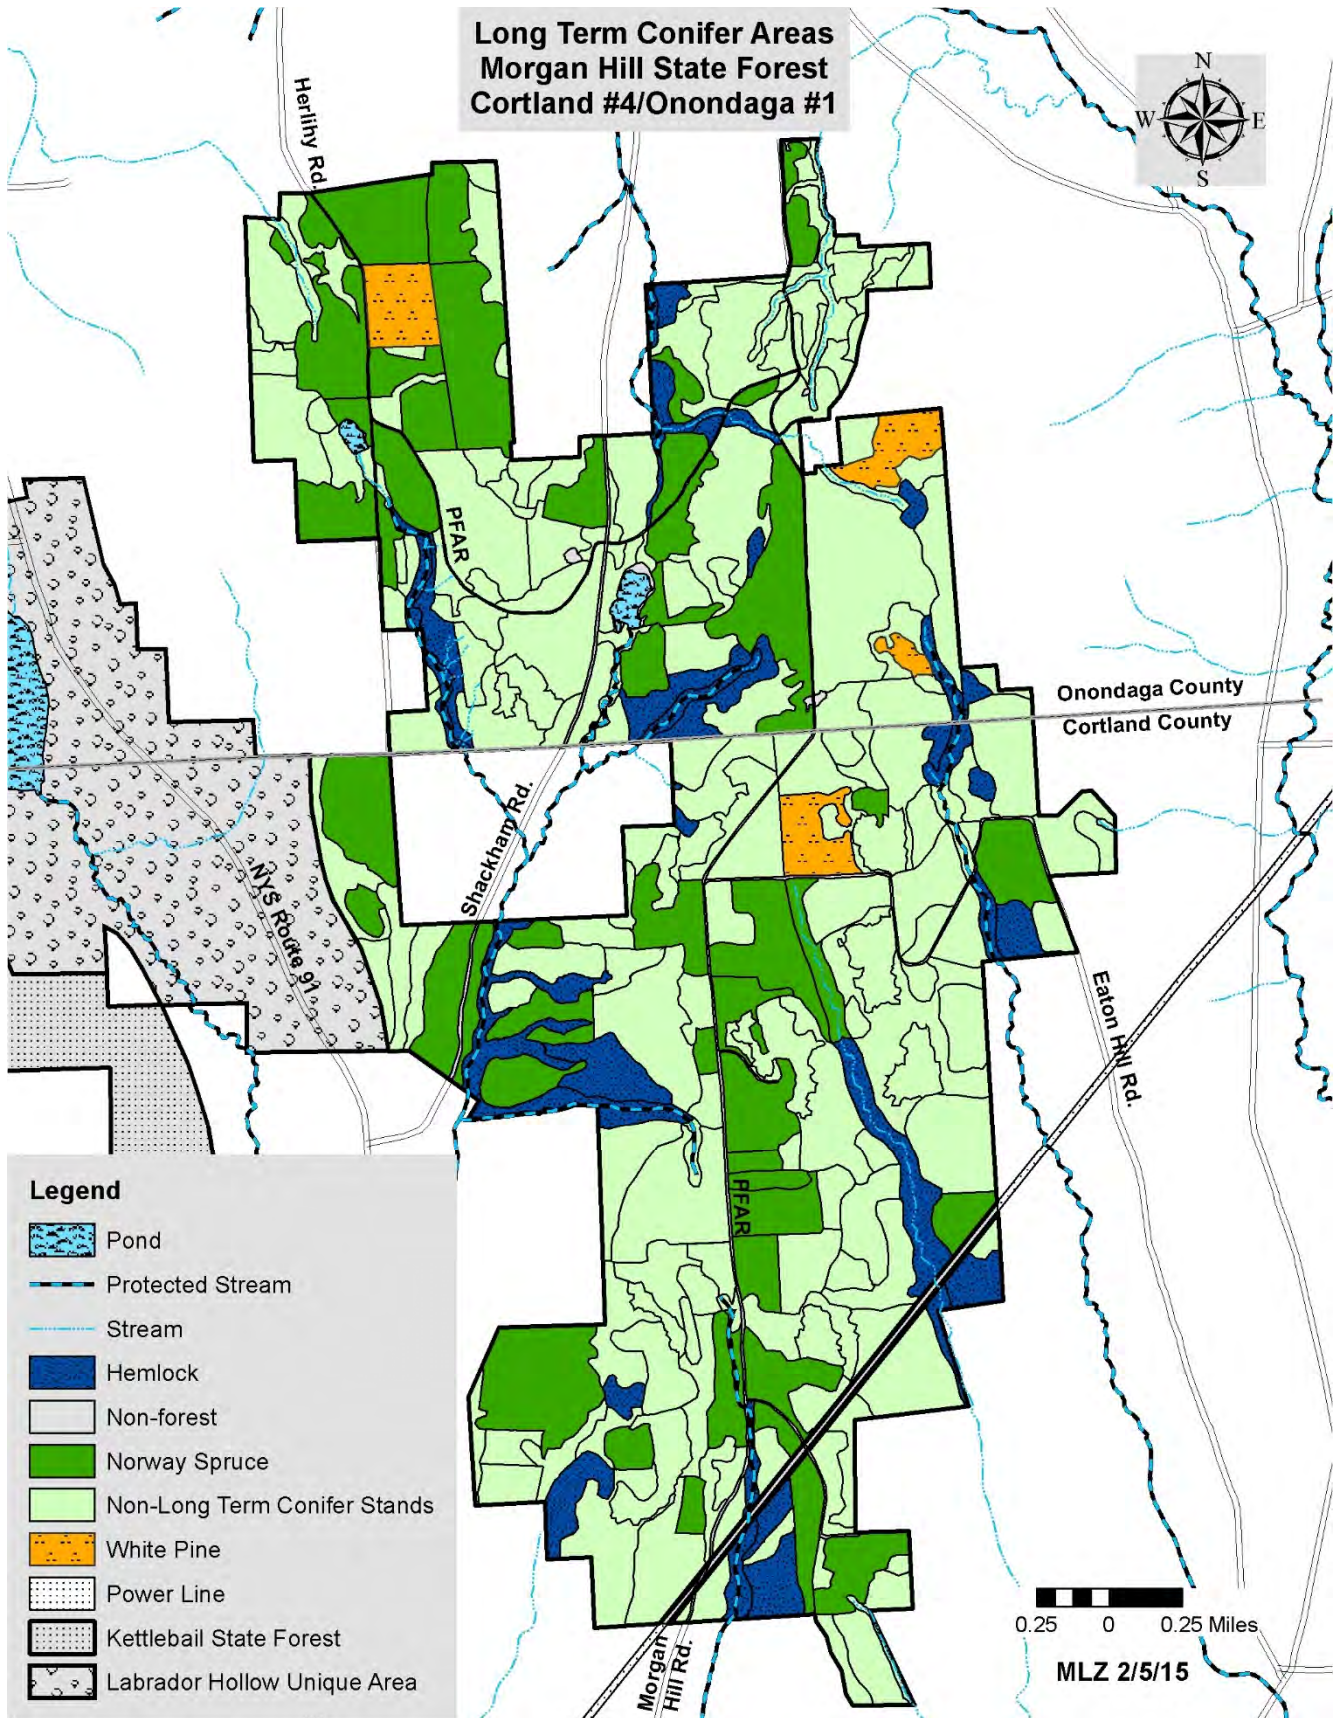 Long Term Conifer Areas
Morgan Hill State Forest
Cortland #4/Onondaga #1
N
W E
S
Herlihy Rd.
PFAR
Onondaga County
Cortland County
Shackham Rd.
NYS Route 91
Eaton Hill Rd.
PFAR
Legend
Pond
Protected Stream
Stream
Hemlock
Non-forest
Norway Spruce
Non-Long Term Conifer Stands
White Pine
Power Line
Kettlebail State Forest
Labrador Hollow Unique Area
Morgan
Hill Rd.
0.25 0 0.25 Miles
MLZ 2/5/15